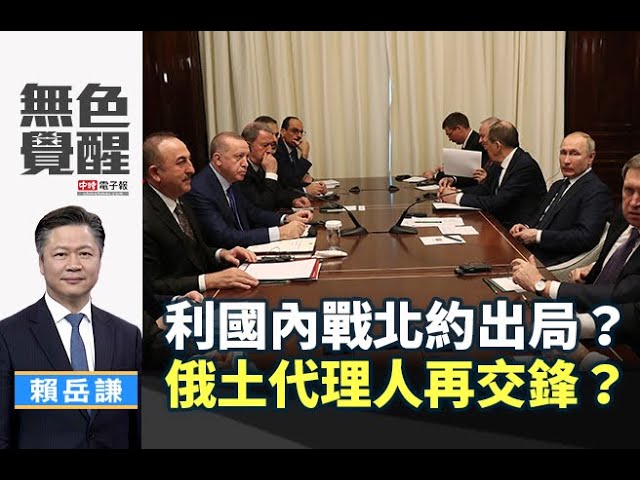 無色
覺醒
中時 電子報
利國內戰北約出局？
俄土代理人再交鋒？
賴岳謙